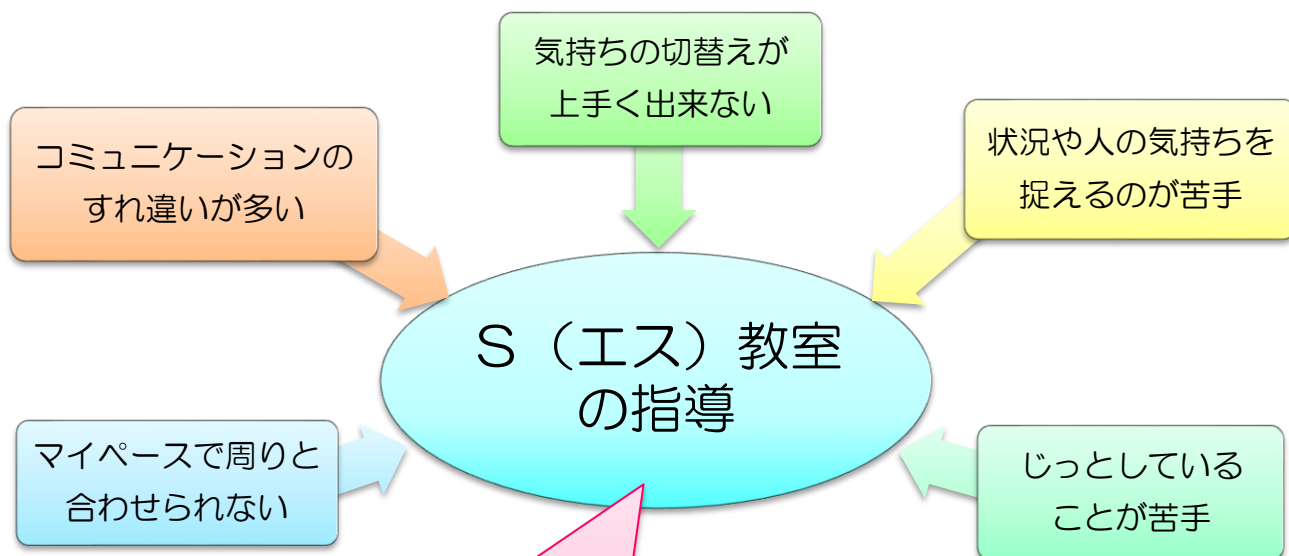 気持ちの切替えが
上手く出来ない
コミュニケーションの
すれ違いが多い
状況や人の気持ちを
捉えるのが苦手
S（エス）教室
の指導
マイペースで周りと
合わせられない
じっとしている
ことが苦手